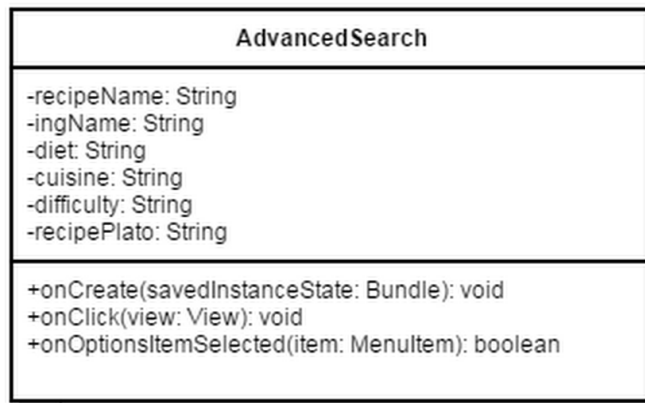 AdvancedSearch
-recipeName: String
-ingName: String
-diet: String
-cuisine: String
-difficulty: String
-recipePlato: String
+onCreate(savedInstanceState: Bundle): void
+onClick(view: View): void
+onOptionsItemSelected(item: MenuItem): boolean